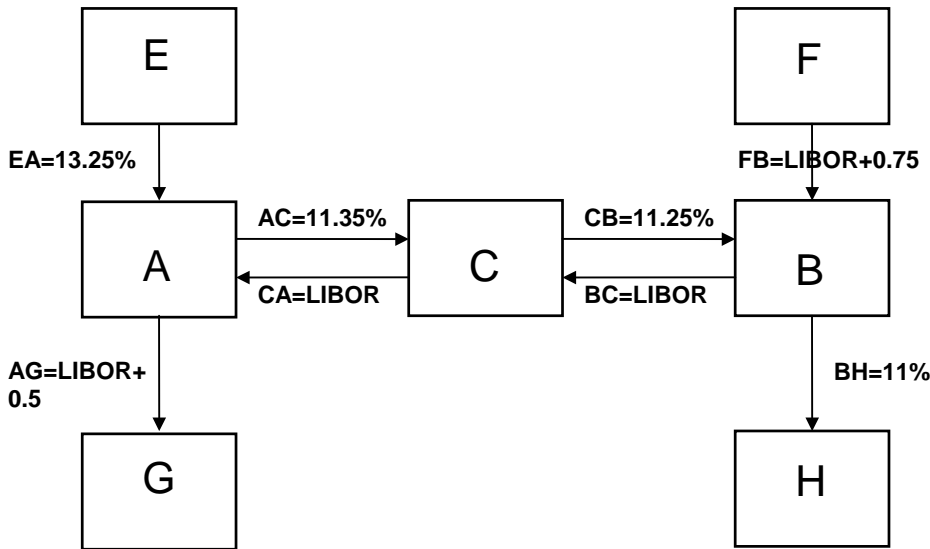 E
F
EA=13.25%
FB=LIBOR+0.75
AC=11.35%
CB=11.25%
A
C
B
CA=LIBOR
BC=LIBOR
AG=LIBOR+
0.5
BH=11%
G
H